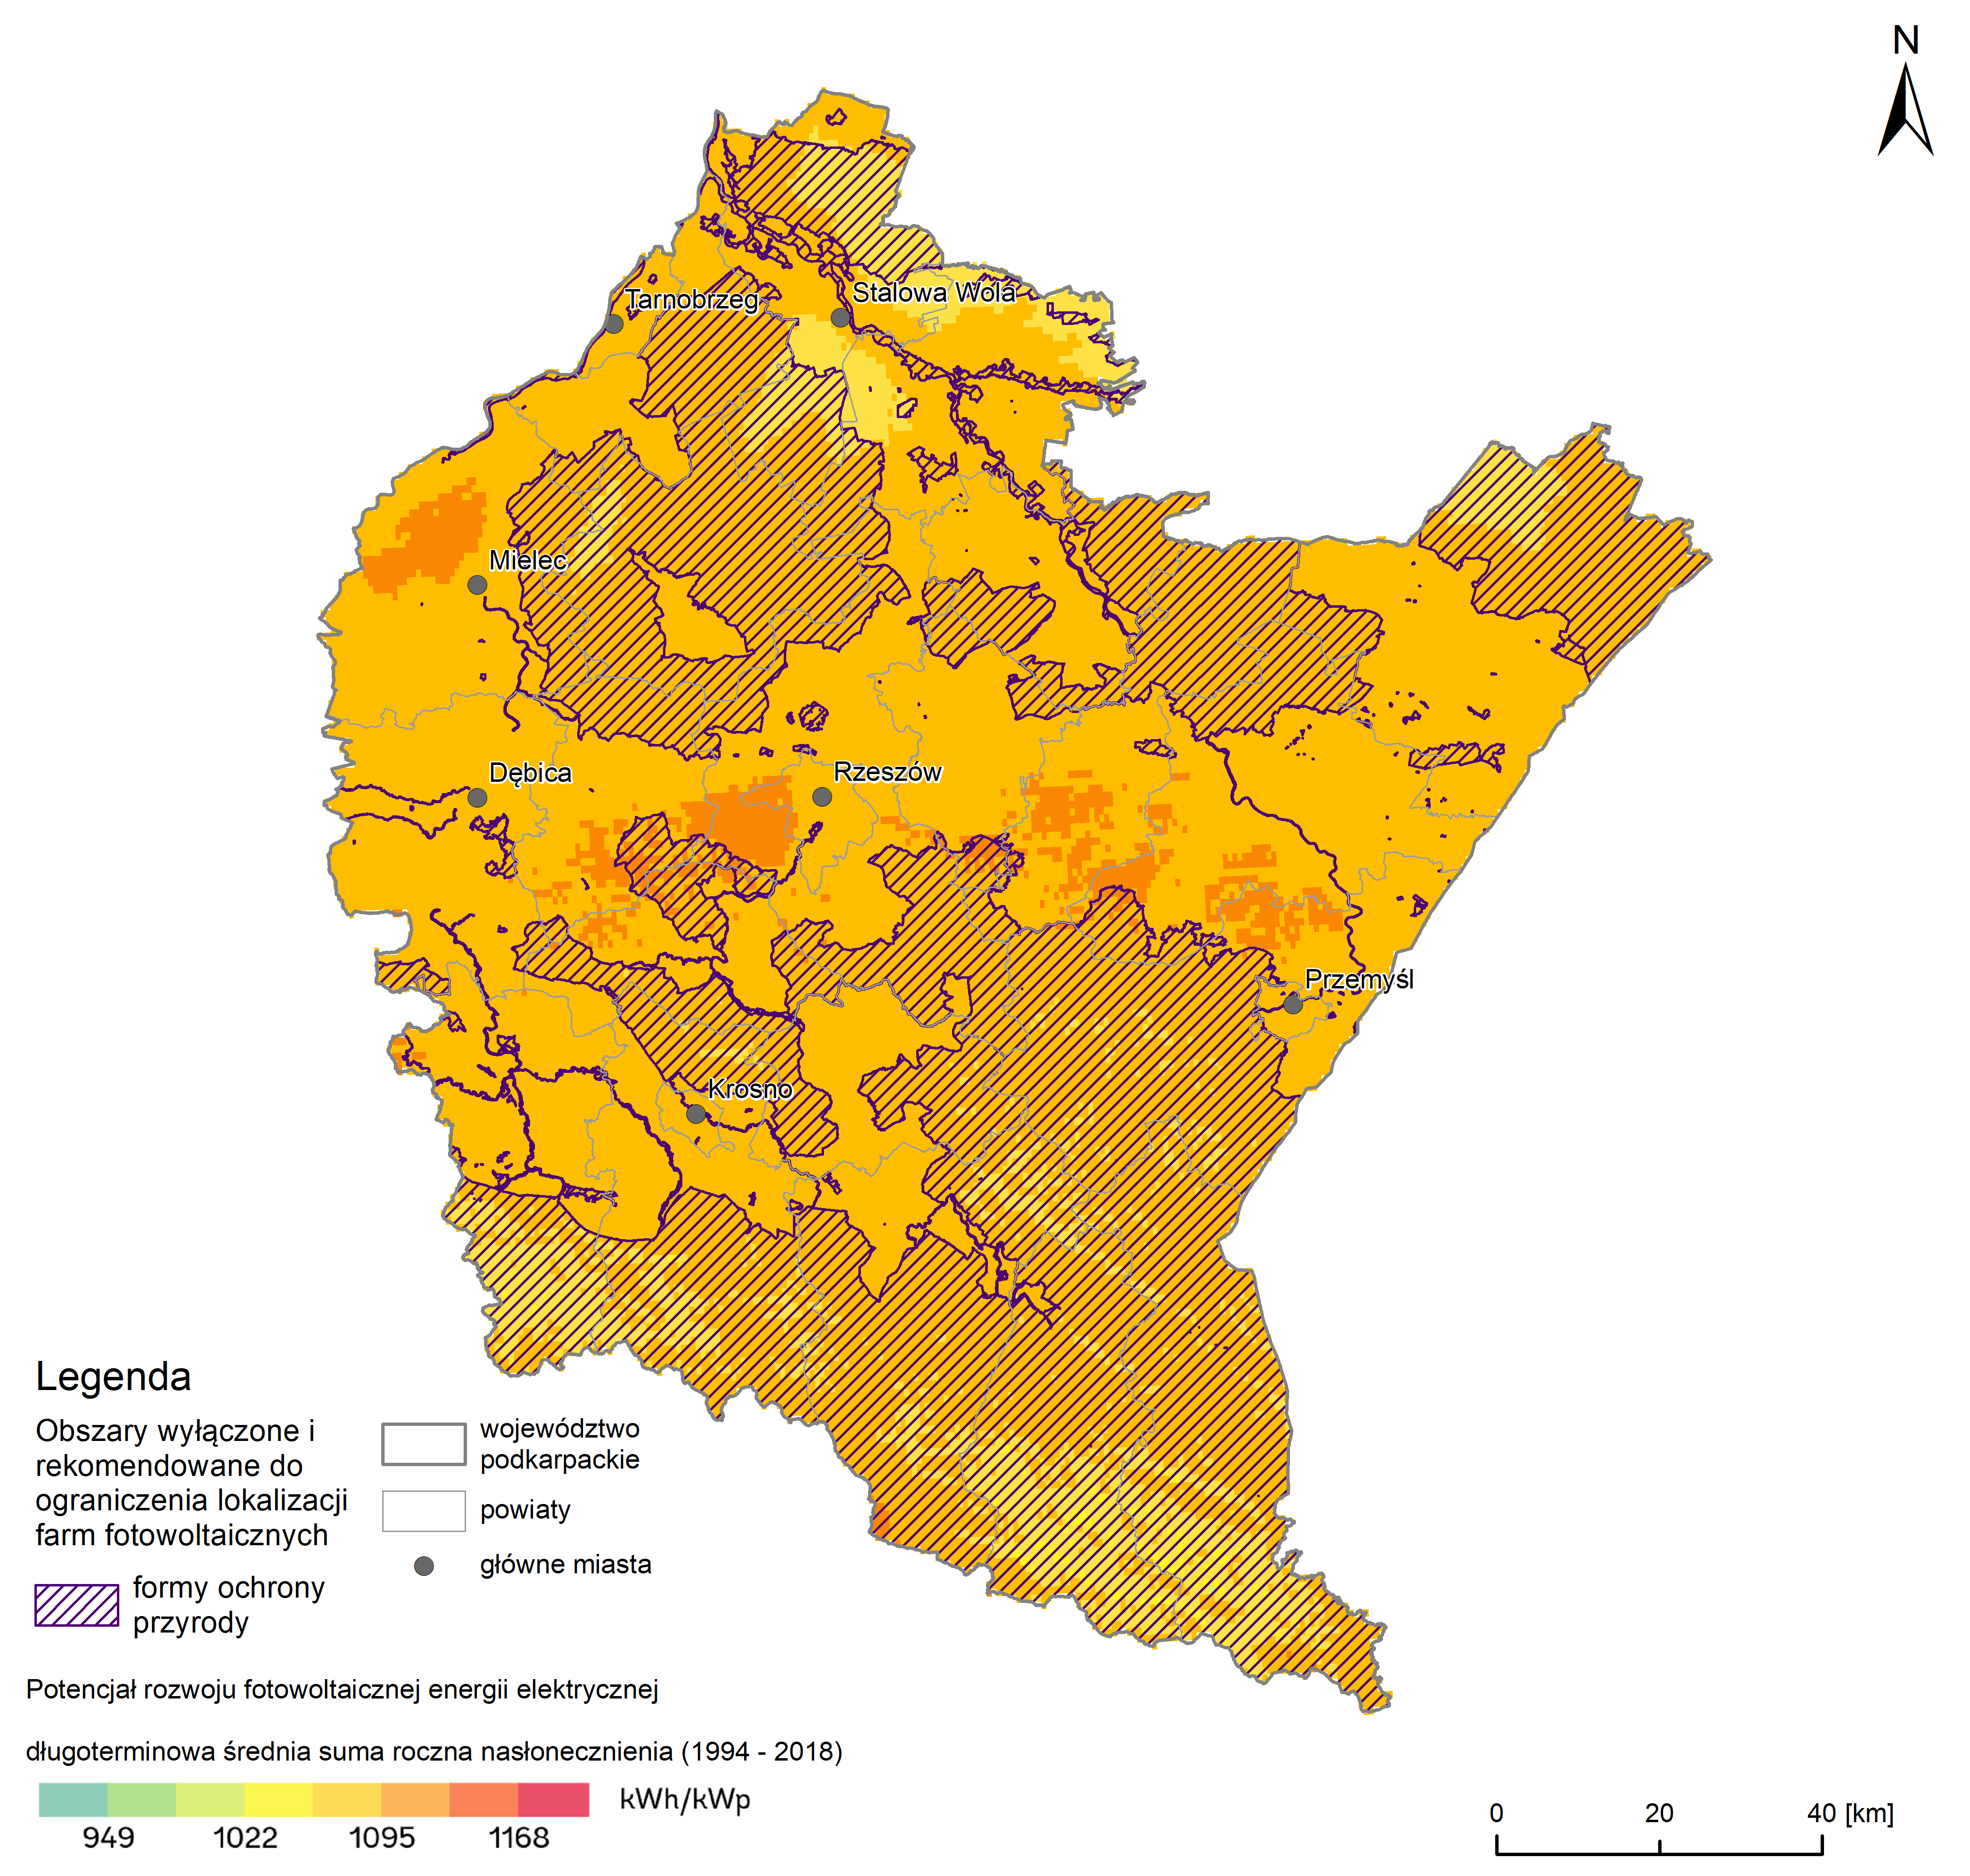 N
Tarnobrzeg
Stalowa Wola
Mielec
Dębica
Rzeszów
Przemyśl
Krosno
Legenda
Obszary wyłączone i
rekomendowane do
ograniczenia lokalizacji
farm fotowoltaicznych
formy ochrony
przyrody
województwo
podkarpackie
powiaty
główne miasta
Potencjał rozwoju fotowoltaicznej energii elektrycznej
długoterminowa średnia suma roczna nasłonecznienia (1994 - 2018)
kWh/kWp
949 1022 1095 1168
0 20 40 [km]